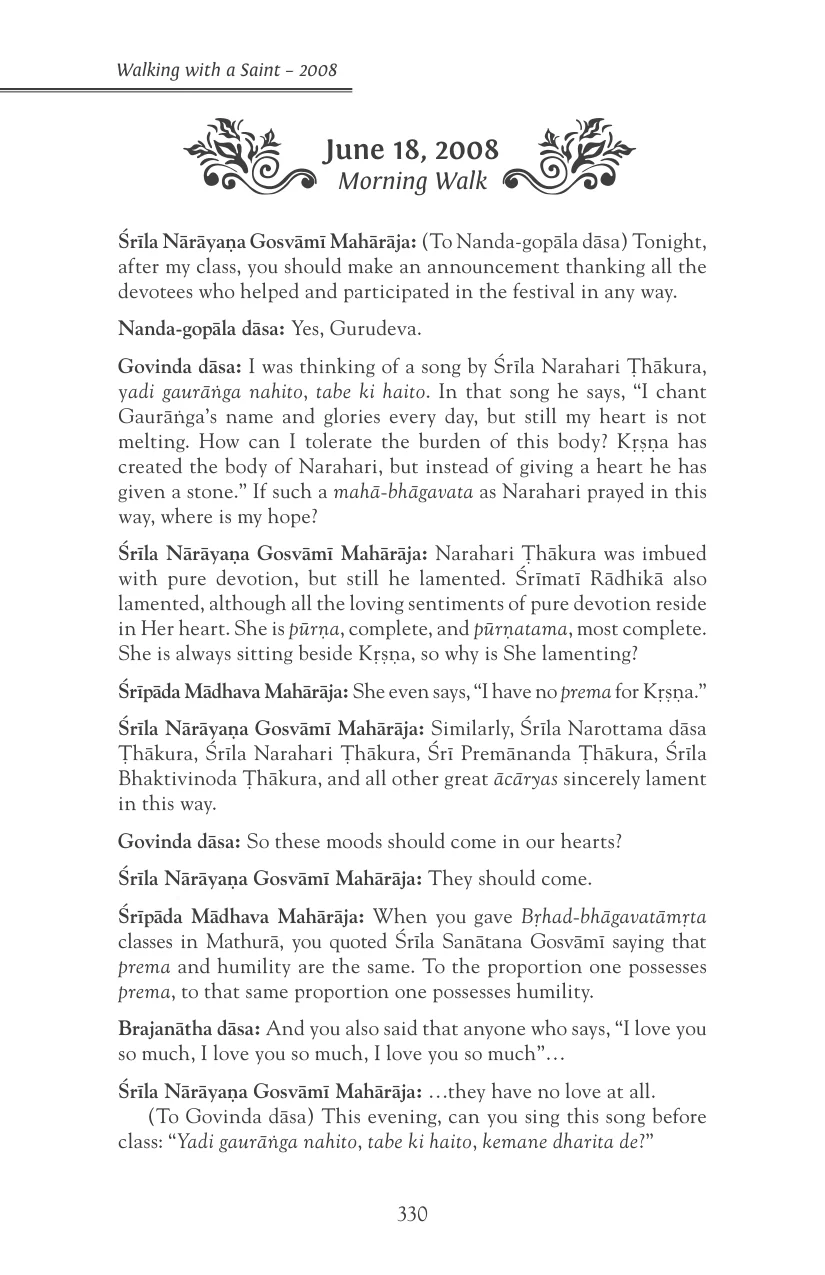 Walking with a Saint – 2008
June 18, 2008
Morning Walk
Śrīla Nārāyaṇa Gosvāmī Mahārāja: (To Nanda-gopāla dāsa) Tonight,
after my class, you should make an announcement thanking all the
devotees who helped and participated in the festival in any way.
Nanda-gopāla dāsa: Yes, Gurudeva.
Govinda dāsa: I was thinking of a song by Śrīla Narahari Ṭhākura,
yadi gaurāṅga nahito, tabe ki haito. In that song he says, “I chant
Gaurāṅga’s name and glories every day, but still my heart is not
melting. How can I tolerate the burden of this body? Kṛṣṇa has
created the body of Narahari, but instead of giving a heart he has
given a stone.” If such a mahā-bhāgavata as Narahari prayed in this
way, where is my hope?
Śrīla Nārāyaṇa Gosvāmī Mahārāja: Narahari Ṭhākura was imbued
with pure devotion, but still he lamented. Śrīmatī Rādhikā also
lamented, although all the loving sentiments of pure devotion reside
in Her heart. She is pūrṇa, complete, and pūrṇatama, most complete.
She is always sitting beside Kṛṣṇa, so why is She lamenting?
Śrīpāda Mādhava Mahārāja: She even says, “I have no prema for Kṛṣṇa.”
Śrīla Nārāyaṇa Gosvāmī Mahārāja: Similarly, Śrīla Narottama dāsa
Ṭhākura, Śrīla Narahari Ṭhākura, Śrī Premānanda Ṭhākura, Śrīla
Bhaktivinoda Ṭhākura, and all other great ācāryas sincerely lament
in this way.
Govinda dāsa: So these moods should come in our hearts?
Śrīla Nārāyaṇa Gosvāmī Mahārāja: They should come.
Śrīpāda Mādhava Mahārāja: When you gave Bṛhad-bhāgavatāmṛta
classes in Mathurā, you quoted Śrīla Sanātana Gosvāmī saying that
prema and humility are the same. To the proportion one possesses
prema, to that same proportion one possesses humility.
Brajanātha dāsa: And you also said that anyone who says, “I love you
so much, I love you so much, I love you so much”…
Śrīla Nārāyaṇa Gosvāmī Mahārāja: …they have no love at all.
(To Govinda dāsa) This evening, can you sing this song before
class: “Yadi gaurāṅga nahito, tabe ki haito, kemane dharita de?”
330